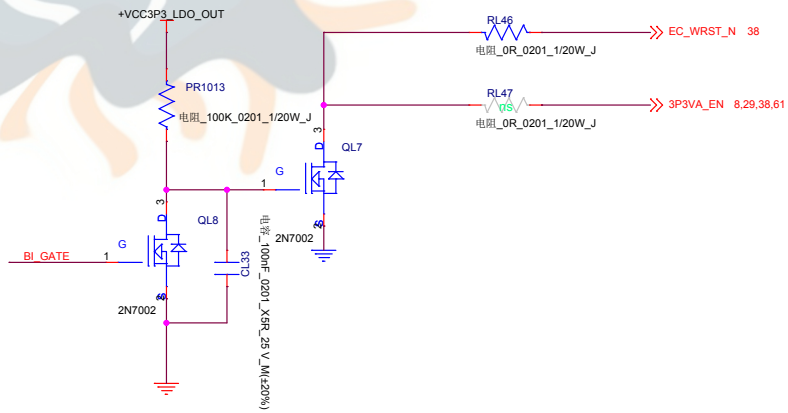 +VCC3P3_LDO_OUT
RL46
EC_WRST_N 38
电阻_0R_0201_1/20W_J
PR1013
电阻_100K_0201_1/20W_J
RL47
ns
3P3VA_EN 8,29,38,61
电阻_0R_0201_1/20W_J
3
D
QL7
G
1
S
2N7002
3
D
QL8
G
BI_GATE
1
S
2N7002
CL33
电容_100nF_0201_X5R_25 V_M(±20%)